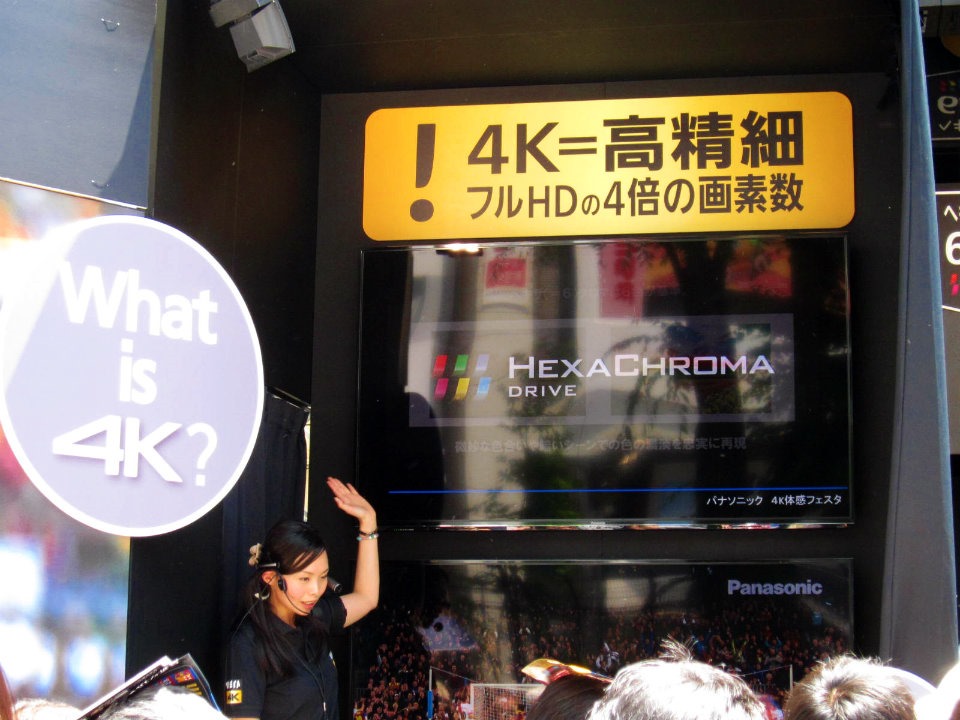 ! 4K=高精細
フルHDの4倍の画素数
What
is
4K?
HEXACHROMA
DRIVE
パナソニック 4K体感フェスタ
Panasonic
4K